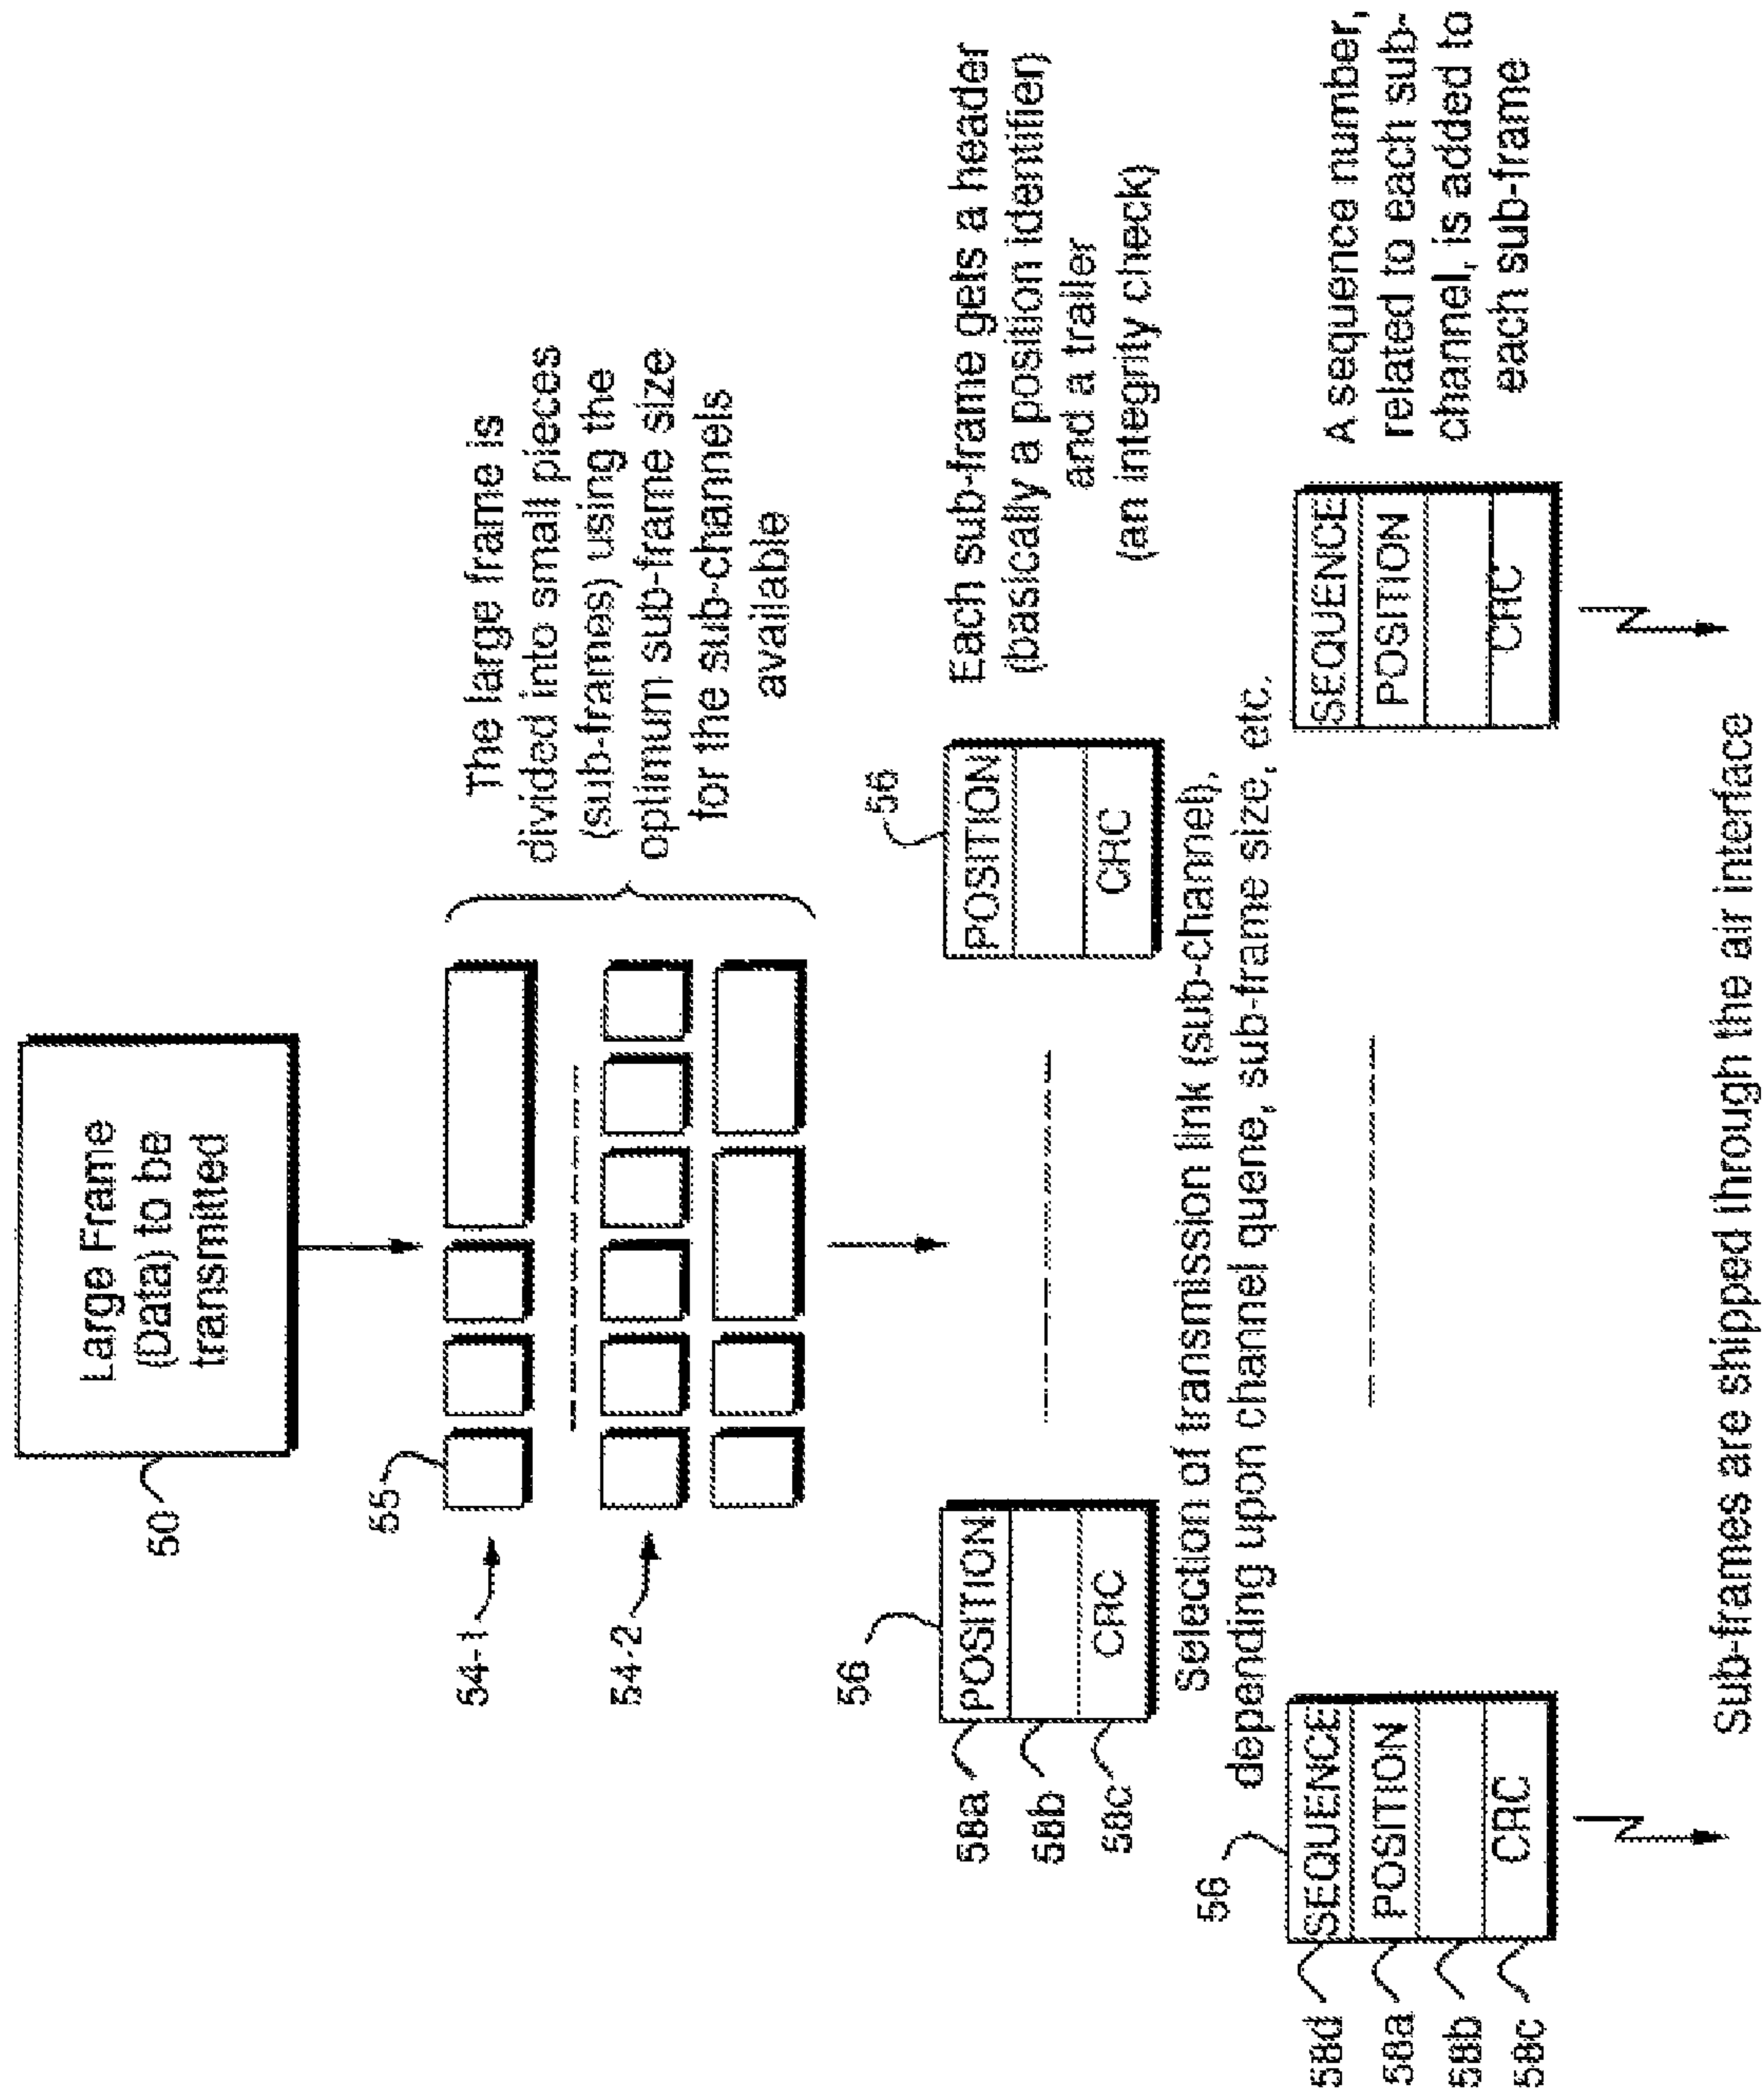 Large Frame
(Data) to be
transmitted
50
55
54-1
54-2
The large frame is
divided into small pieces
(sub-frames) using the
optimum sub-frame size
for the sub-channels
available
56
POSITION
CRC
58a
58b
58c
56
POSITION
CRC
Each sub-frame gets a header
(basically a position identifier)
and a trailer
(an integrity check)
Selection of transmission link (sub-channel),
depending upon channel quene, sub-frame size, etc.
56
SEQUENCE
POSITION
CRC
58d
58a
58b
58c
SEQUENCE
POSITION
CRC
A sequence number,
related to each sub-
channel, is added to
each sub-frame
Sub-frames are shipped through the air interface